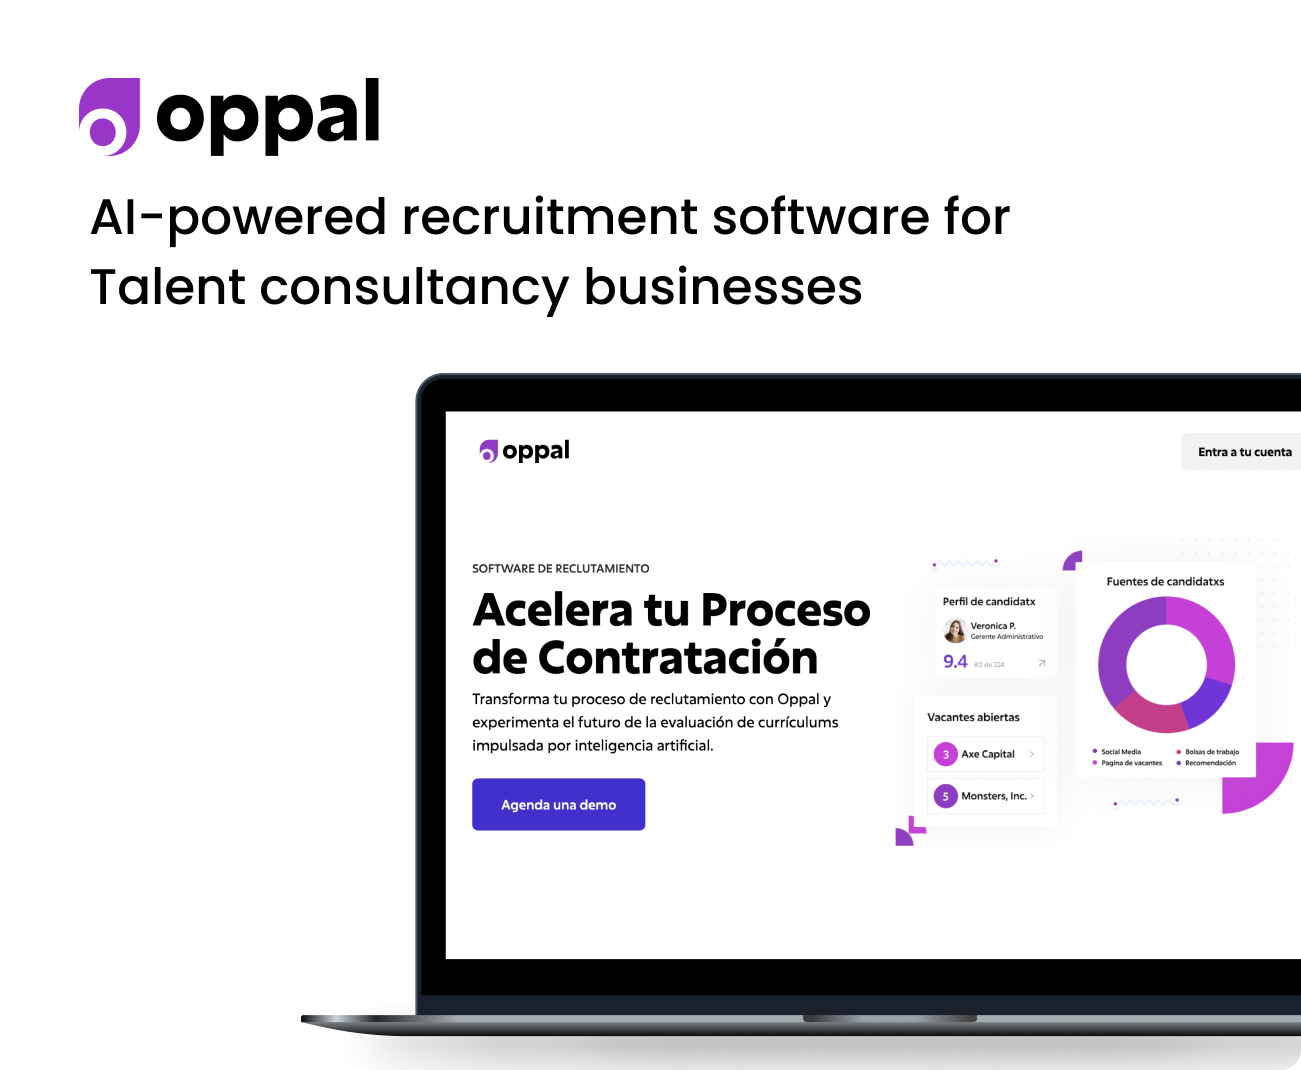 oppal
AI-powered recruitment software for
Talent consultancy businesses
oppal
Entra a tu cuenta
SOFTWARE DE RECLUTAMIENTO
Acelera tu Proceso
de Contratación
Transforma tu proceso de reclutamiento con Oppal y
experimenta el futuro de la evaluación de currículums
impulsada por inteligencia artificial.
Agenda una demo
Perfil de candidatx
Veronica P.
Gerente Administrativo
9.4 #2 de 224
Vacantes abiertas
3 Axe Capital
5 Monsters, Inc.
Fuentes de candidatxs
Social Media
Bolsas de trabajo
Pagina de vacantes
Recomendación